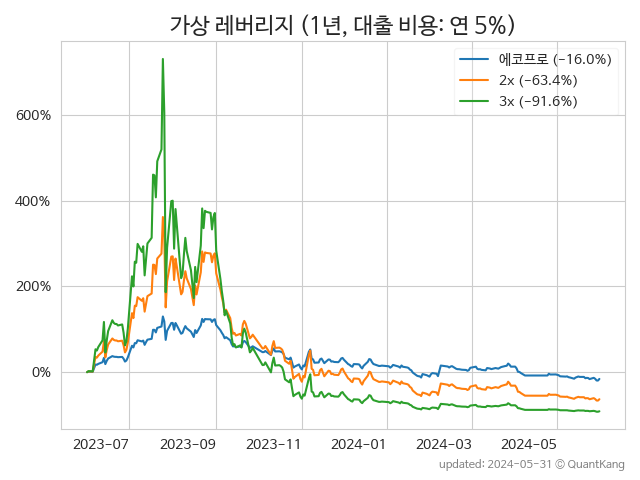 가상 레버리지 (1년, 대출 비용: 연 5%)
에코프로 (−16.0%)
2x (−63.4%)
3x (−91.6%)
600%
400%
200%
0%
2023-07 2023-09 2023-11 2024-01 2024-03 2024-05
updated: 2024-05-31 © QuantKang